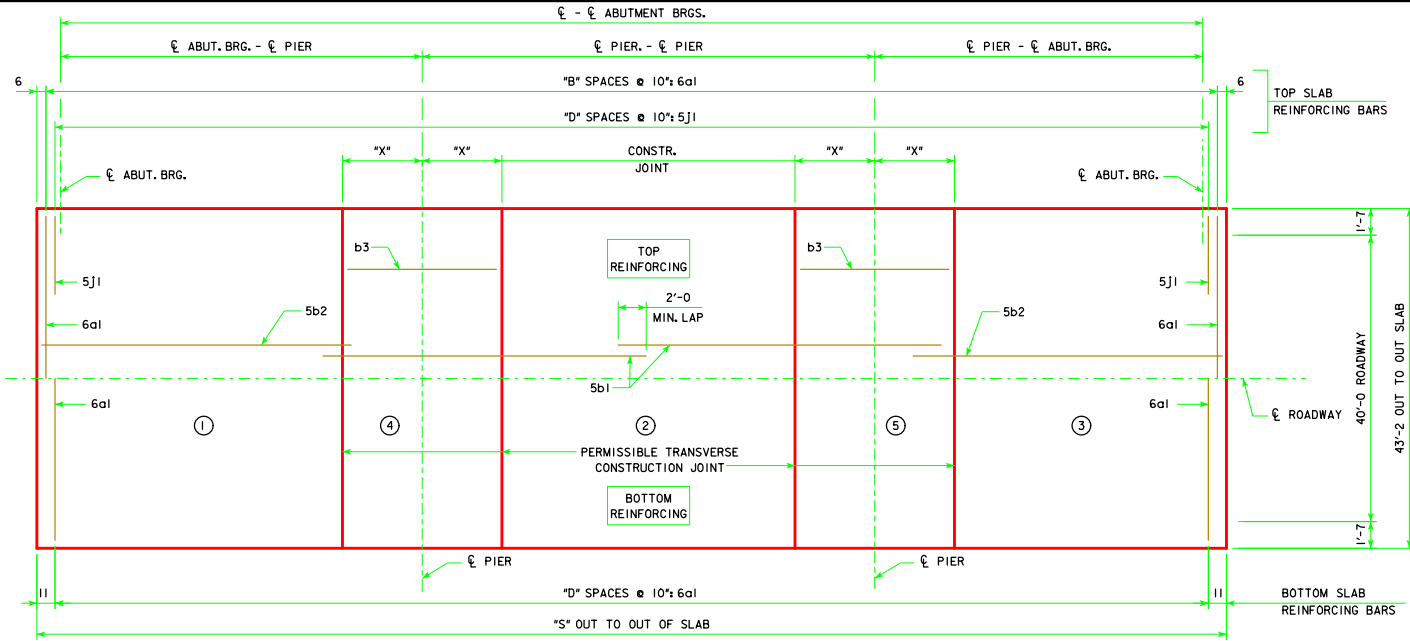 ℄ - ℄ ABUTMENT BRGS.
℄ ABUT. BRG. - ℄ PIER
℄ PIER. - ℄ PIER
℄ PIER - ℄ ABUT. BRG.
6
"B" SPACES @ 10": 6a1
6
TOP SLAB
REINFORCING BARS
"D" SPACES @ 10": 5j1
"X"
"X"
CONSTR.
JOINT
"X"
"X"
℄ ABUT. BRG.
℄ ABUT. BRG.
1'-7
b3
TOP
REINFORCING
b3
5j1
5j1
2'-0
MIN. LAP
6a1
5b2
5b2
6a1
5b1
6a1
6a1
℄ ROADWAY
40'-0 ROADWAY
43'-2 OUT TO OUT SLAB
1
4
2
5
3
PERMISSIBLE TRANSVERSE
CONSTRUCTION JOINT
BOTTOM
REINFORCING
1'-7
℄ PIER
℄ PIER
11
"D" SPACES @ 10": 6a1
11
BOTTOM SLAB
REINFORCING BARS
"S" OUT TO OUT OF SLAB